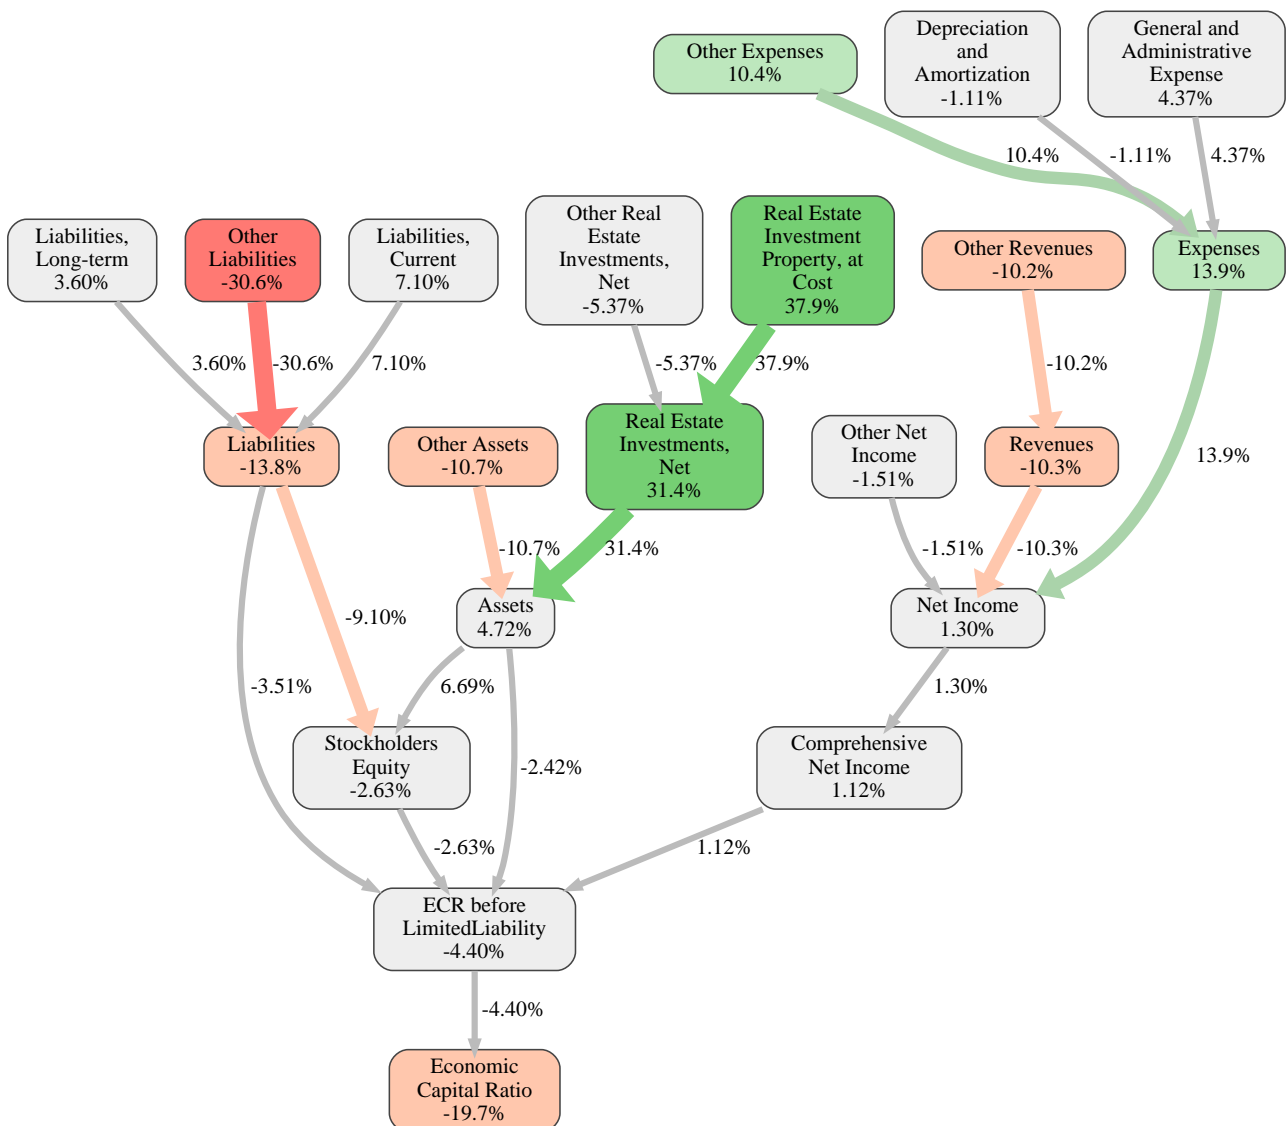 Other Expenses
10.4%
Depreciation
and
Amortization
-1.11%
General and
Administrative
Expense
4.37%
10.4%
-1.11%
4.37%
Liabilities,
Long-term
3.60%
Other
Liabilities
-30.6%
Liabilities,
Current
7.10%
Other Real
Estate
Investments,
Net
-5.37%
Real Estate
Investment
Property, at
Cost
37.9%
Other Revenues
-10.2%
Expenses
13.9%
3.60%
-30.6%
7.10%
-5.37%
37.9%
-10.2%
13.9%
Liabilities
-13.8%
Other Assets
-10.7%
Real Estate
Investments,
Net
31.4%
Other Net
Income
-1.51%
Revenues
-10.3%
-10.7%
31.4%
-1.51%
-10.3%
-9.10%
Assets
4.72%
Net Income
1.30%
-3.51%
6.69%
-2.42%
1.30%
Stockholders
Equity
-2.63%
Comprehensive
Net Income
1.12%
-2.63%
1.12%
ECR before
LimitedLiability
-4.40%
-4.40%
Economic
Capital Ratio
-19.7%